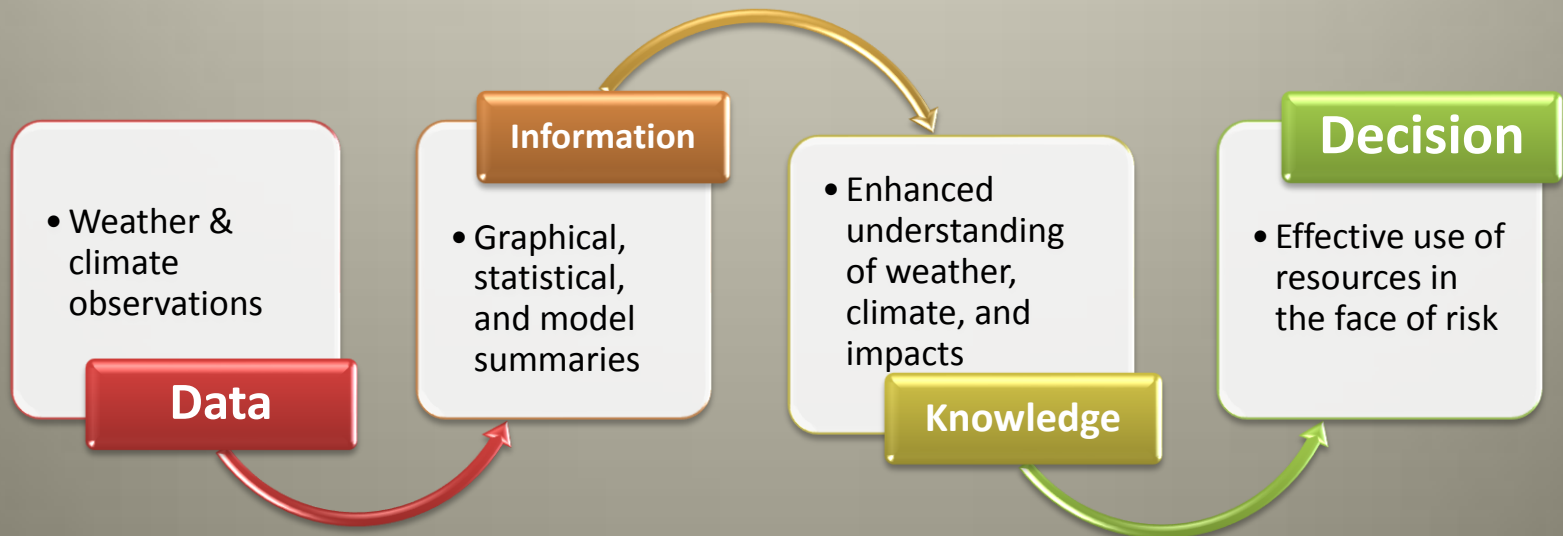 • Weather &
climate
observations
Data
Information
• Graphical,
statistical,
and model
summaries
• Enhanced
understanding
of weather,
climate, and
impacts
Knowledge
Decision
• Effective use of
resources in
the face of risk